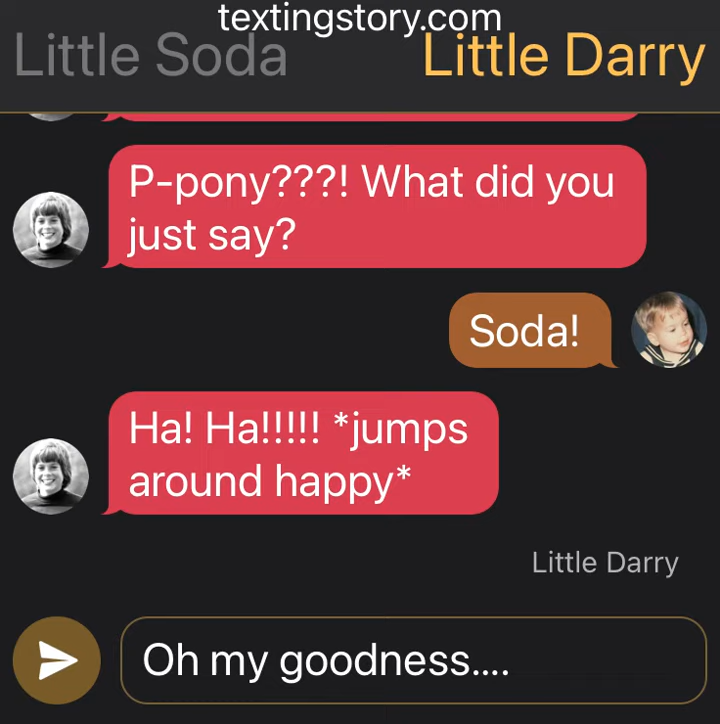 textingstory.com
Little Soda
Little Darry
P-pony???! What did you
just say?
Soda!
Ha! Ha!!!!! *jumps
around happy*
Little Darry
Oh my goodness....